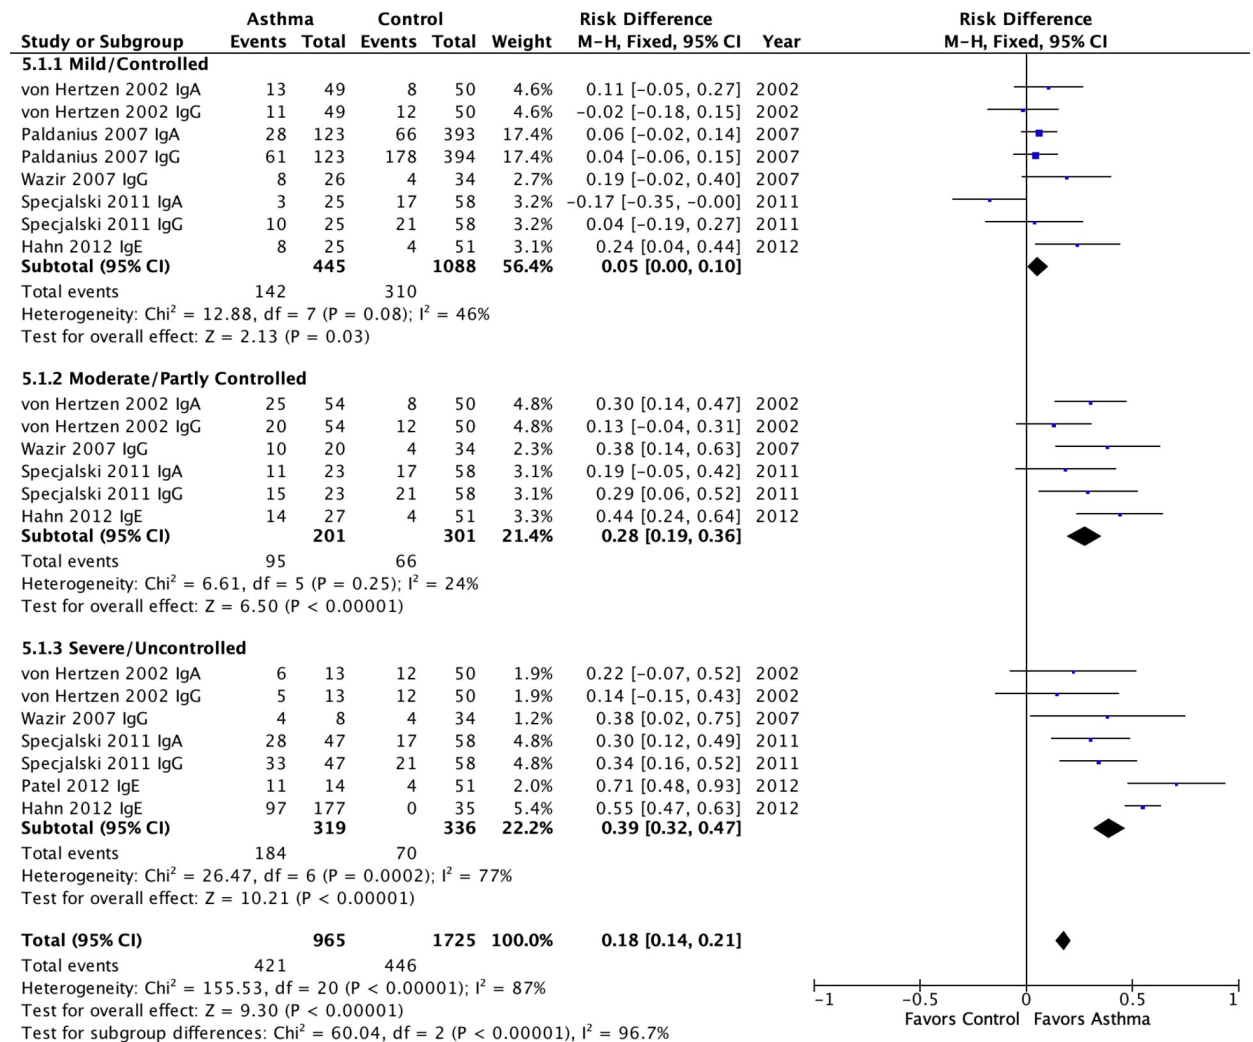 Asthma Control Risk Difference Risk Difference
Study or Subgroup Events Total Events Total Weight M-H, Fixed, 95% CI Year M-H, Fixed, 95% CI
5.1.1 Mild/Controlled
von Hertzen 2002 IgA 13 49 8 50 4.6% 0.11 [-0.05, 0.27] 2002
von Hertzen 2002 IgG 11 49 12 50 4.6% -0.02 [-0.18, 0.15] 2002
Paldanius 2007 IgA 28 123 66 393 17.4% 0.06 [-0.02, 0.14] 2007
Paldanius 2007 IgG 61 123 178 394 17.4% 0.04 [-0.06, 0.15] 2007
Wazir 2007 IgG 8 26 4 34 2.7% 0.19 [-0.02, 0.40] 2007
Specjalski 2011 IgA 3 25 17 58 3.2% -0.17 [-0.35, -0.00] 2011
Specjalski 2011 IgG 10 25 21 58 3.2% 0.04 [-0.19, 0.27] 2011
Hahn 2012 IgE 8 25 4 51 3.1% 0.24 [0.04, 0.44] 2012
Subtotal (95% CI) 445 1088 56.4% 0.05 [0.00, 0.10]
Total events 142 310
Heterogeneity: Chi² = 12.88, df = 7 (P = 0.08); I² = 46%
Test for overall effect: Z = 2.13 (P = 0.03)
5.1.2 Moderate/Partly Controlled
von Hertzen 2002 IgA 25 54 8 50 4.8% 0.30 [0.14, 0.47] 2002
von Hertzen 2002 IgG 20 54 12 50 4.8% 0.13 [-0.04, 0.31] 2002
Wazir 2007 IgG 10 20 4 34 2.3% 0.38 [0.14, 0.63] 2007
Specjalski 2011 IgA 11 23 17 58 3.1% 0.19 [-0.05, 0.42] 2011
Specjalski 2011 IgG 15 23 21 58 3.1% 0.29 [0.06, 0.52] 2011
Hahn 2012 IgE 14 27 4 51 3.3% 0.44 [0.24, 0.64] 2012
Subtotal (95% CI) 201 301 21.4% 0.28 [0.19, 0.36]
Total events 95 66
Heterogeneity: Chi² = 6.61, df = 5 (P = 0.25); I² = 24%
Test for overall effect: Z = 6.50 (P < 0.00001)
5.1.3 Severe/Uncontrolled
von Hertzen 2002 IgA 6 13 12 50 1.9% 0.22 [-0.07, 0.52] 2002
von Hertzen 2002 IgG 5 13 12 50 1.9% 0.14 [-0.15, 0.43] 2002
Wazir 2007 IgG 4 8 4 34 1.2% 0.38 [0.02, 0.75] 2007
Specjalski 2011 IgA 28 47 17 58 4.8% 0.30 [0.12, 0.49] 2011
Specjalski 2011 IgG 33 47 21 58 4.8% 0.34 [0.16, 0.52] 2011
Patel 2012 IgE 11 14 4 51 2.0% 0.71 [0.48, 0.93] 2012
Hahn 2012 IgE 97 177 0 35 5.4% 0.55 [0.47, 0.63] 2012
Subtotal (95% CI) 319 336 22.2% 0.39 [0.32, 0.47]
Total events 184 70
Heterogeneity: Chi² = 26.47, df = 6 (P = 0.0002); I² = 77%
Test for overall effect: Z = 10.21 (P < 0.00001)
Total (95% CI) 965 1725 100.0% 0.18 [0.14, 0.21]
Total events 421 446
Heterogeneity: Chi² = 155.53, df = 20 (P < 0.00001); I² = 87%
Test for overall effect: Z = 9.30 (P < 0.00001)
Test for subgroup differences: Chi² = 60.04, df = 2 (P < 0.00001), I² = 96.7%
-1 -0.5 0 0.5 1
Favors Control Favors Asthma